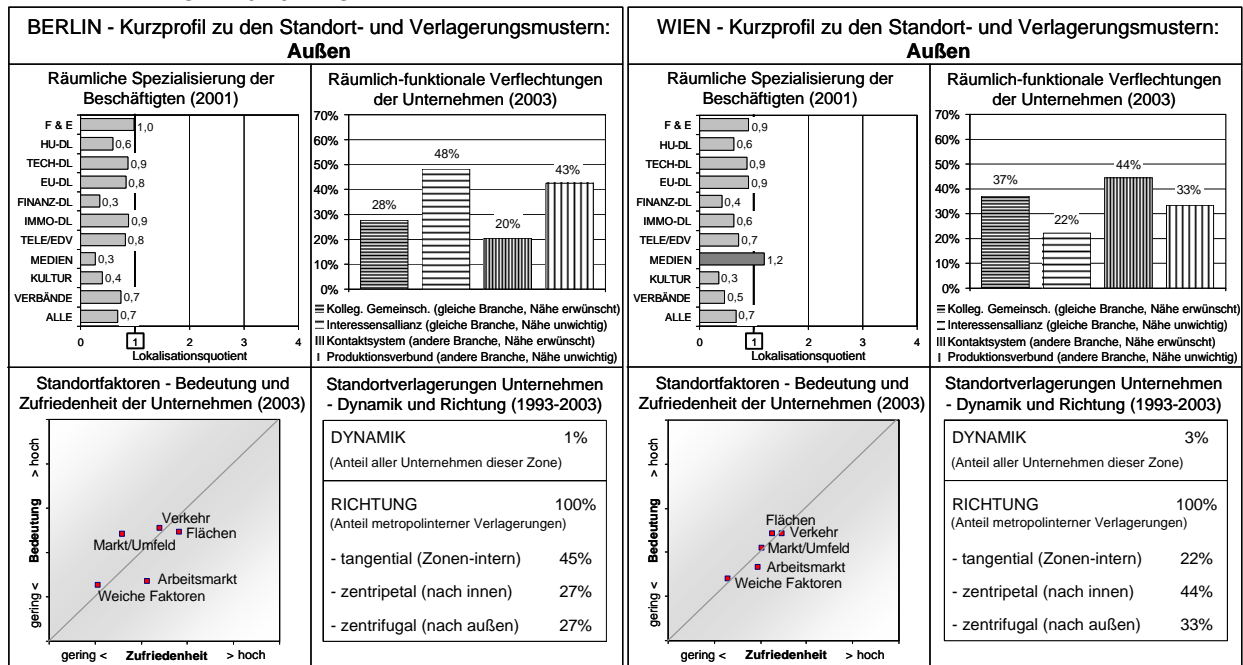 BERLIN - Kurzprofil zu den Standort- und Verlagerungsmustern:
Außen
Räumliche Spezialisierung der
Beschäftigten (2001)
F & E 1,0
HU-DL 0,6
TECH-DL 0,9
EU-DL 0,8
FINANZ-DL 0,3
IMMO-DL 0,9
TELE/EDV 0,8
MEDIEN 0,3
KULTUR 0,4
VERBÄNDE 0,7
ALLE 0,7
0 1 2 3 4
Lokalisationsquotient
Räumlich-funktionale Verflechtungen
der Unternehmen (2003)
70%
60%
50%
40%
30%
20%
10%
0%
28%
48%
20%
43%
Kolleg. Gemeinsch. (gleiche Branche, Nähe erwünscht)
Interessensallianz (gleiche Branche, Nähe unwichtig)
Kontaktsystem (andere Branche, Nähe erwünscht)
Produktionsverbund (andere Branche, Nähe unwichtig)
Standortfaktoren - Bedeutung und
Zufriedenheit der Unternehmen (2003)
gering < Bedeutung > hoch
Verkehr
Flächen
Markt/Umfeld
Arbeitsmarkt
Weiche Faktoren
gering < Zufriedenheit > hoch
Standortverlagerungen Unternehmen
- Dynamik und Richtung (1993-2003)
DYNAMIK 1%
(Anteil aller Unternehmen dieser Zone)
RICHTUNG 100%
(Anteil metropolinterner Verlagerungen)
- tangential (Zonen-intern) 45%
- zentripetal (nach innen) 27%
- zentrifugal (nach außen) 27%
WIEN - Kurzprofil zu den Standort- und Verlagerungsmustern:
Außen
Räumliche Spezialisierung der
Beschäftigten (2001)
F & E 0,9
HU-DL 0,6
TECH-DL 0,9
EU-DL 0,9
FINANZ-DL 0,4
IMMO-DL 0,6
TELE/EDV 0,7
MEDIEN 1,2
KULTUR 0,3
VERBÄNDE 0,5
ALLE 0,7
0 1 2 3 4
Lokalisationsquotient
Räumlich-funktionale Verflechtungen
der Unternehmen (2003)
70%
60%
50%
40%
30%
20%
10%
0%
37%
22%
44%
33%
Kolleg. Gemeinsch. (gleiche Branche, Nähe erwünscht)
Interessensallianz (gleiche Branche, Nähe unwichtig)
Kontaktsystem (andere Branche, Nähe erwünscht)
Produktionsverbund (andere Branche, Nähe unwichtig)
Standortfaktoren - Bedeutung und
Zufriedenheit der Unternehmen (2003)
gering < Bedeutung > hoch
Flächen
Verkehr
Markt/Umfeld
Arbeitsmarkt
Weiche Faktoren
gering < Zufriedenheit > hoch
Standortverlagerungen Unternehmen
- Dynamik und Richtung (1993-2003)
DYNAMIK 3%
(Anteil aller Unternehmen dieser Zone)
RICHTUNG 100%
(Anteil metropolinterner Verlagerungen)
- tangential (Zonen-intern) 22%
- zentripetal (nach innen) 44%
- zentrifugal (nach außen) 33%